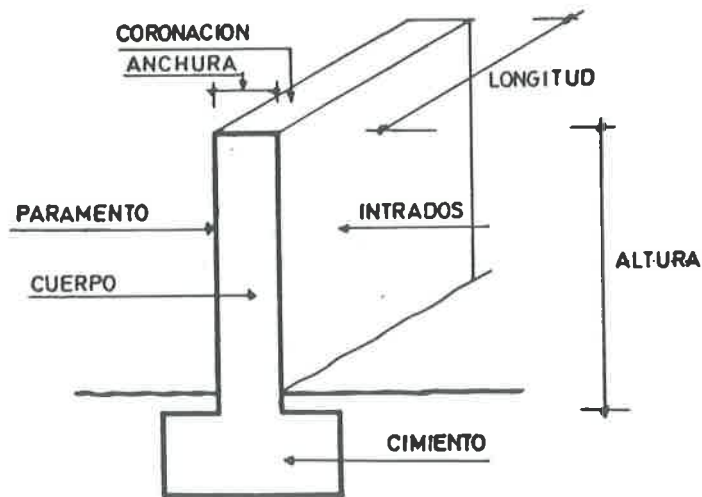 CORONACION
ANCHURA
LONGITUD
PARAMENTO
INTRADOS
ALTURA
CUERPO
CIMIENTO